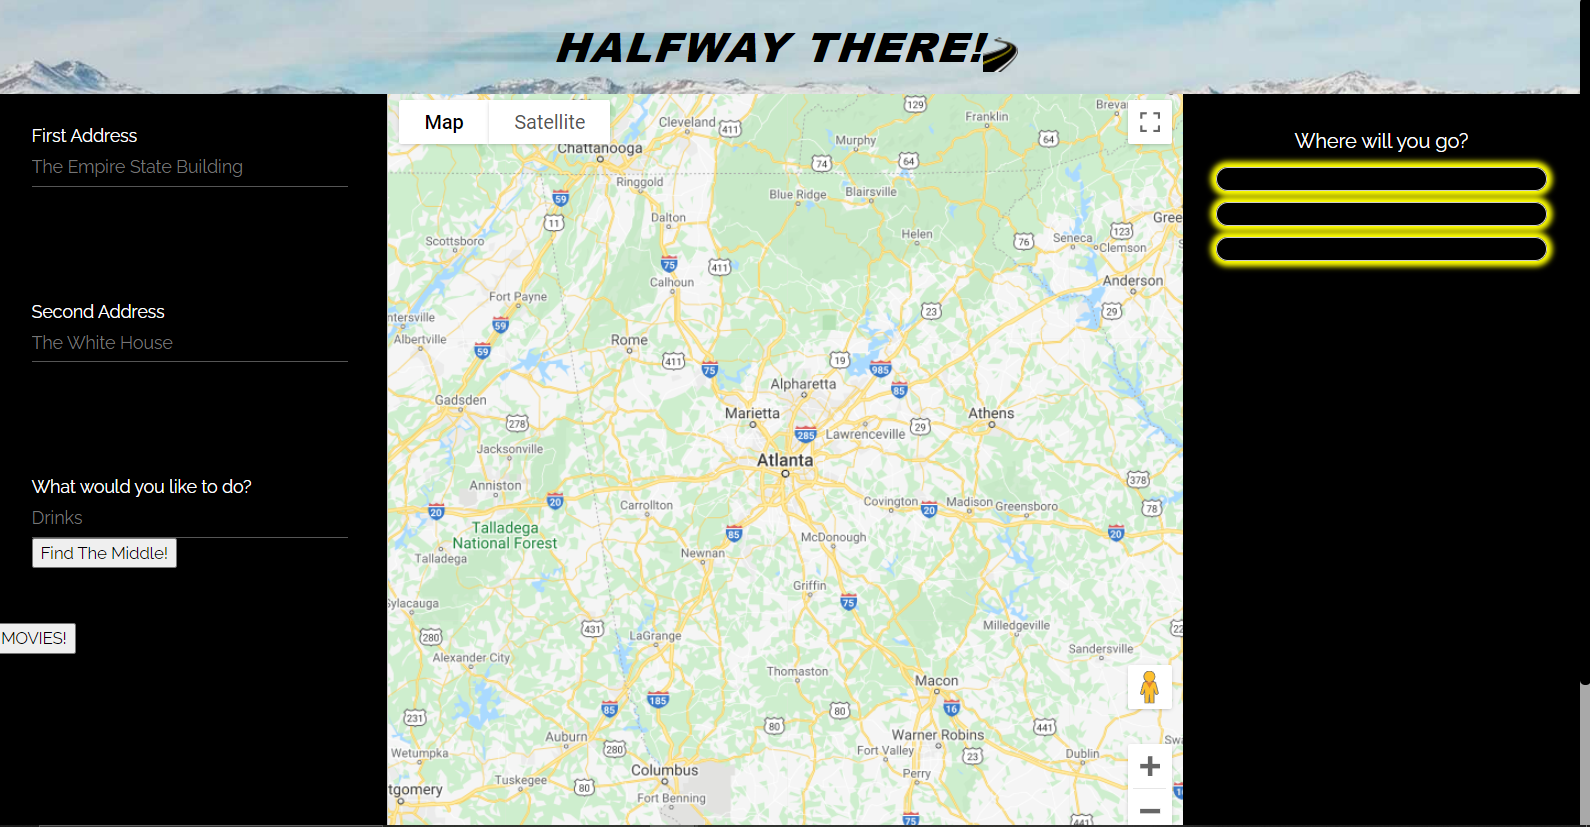 HALFWAY THERE!
First Address
The Empire State Building
Second Address
The White House
What would you like to do?
Drinks
Find The Middle!
MOVIES!
Map
Satellite
129
Franklin
Cleveland
411
Murphy
64
Chattanooga
74
64
Ringgold
Blue Ridge
Blairsville
59
11
Dalton
Helen
76
123
Seneca
Clemson
Scottsboro
75
411
Calhoun
Anderson
Fort Payne
23
29
ntersville
59
Albertville
59
Rome
411
75
19
985
85
Alpharetta
Gadsden
Marietta
Athens
278
285
Lawrenceville
29
Jacksonville
Atlanta
Anniston
378
20
20
Carrollton
Covington
20
Madison
Greensboro
78
Talladega
National Forest
85
McDonough
20
Talladega
Newnan
Griffin
75
Sylacauga
280
431
LaGrange
Milledgeville
Alexander City
Sandersville
Thomaston
Macon
185
85
16
231
80
80
441
Auburn
280
Warner Robins
Wetumpka
Fort Valley
23
Dublin
Columbus
Perry
Tuskegee
80
tgomery
Fort Benning
75
441
Where will you go?